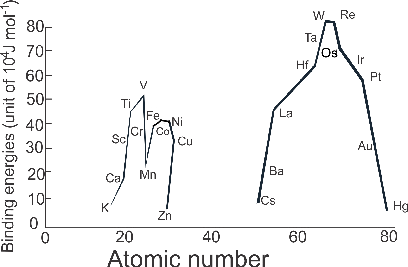 Binding energies (unit of 10⁴J mol⁻¹)
80
70
60
50
40
30
20
10
0
0
20
40
60
80
Atomic number
K
Ca
Sc
Ti
V
Cr
Mn
Fe
Co
Ni
Cu
Zn
Cs
Ba
La
Hf
Ta
W
Re
Os
Ir
Pt
Au
Hg